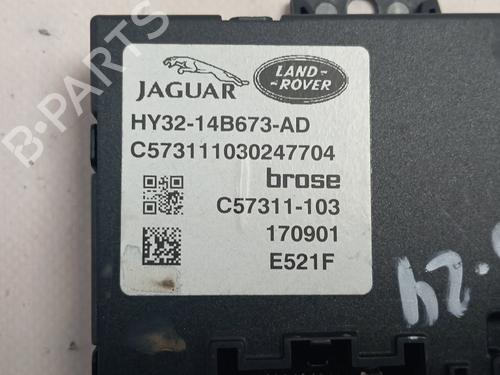 JAGUAR
LAND-
ROVER
HY32-14B673-AD
C573111030247704
brose
C57311-103
170901
E521F
B-PARTS